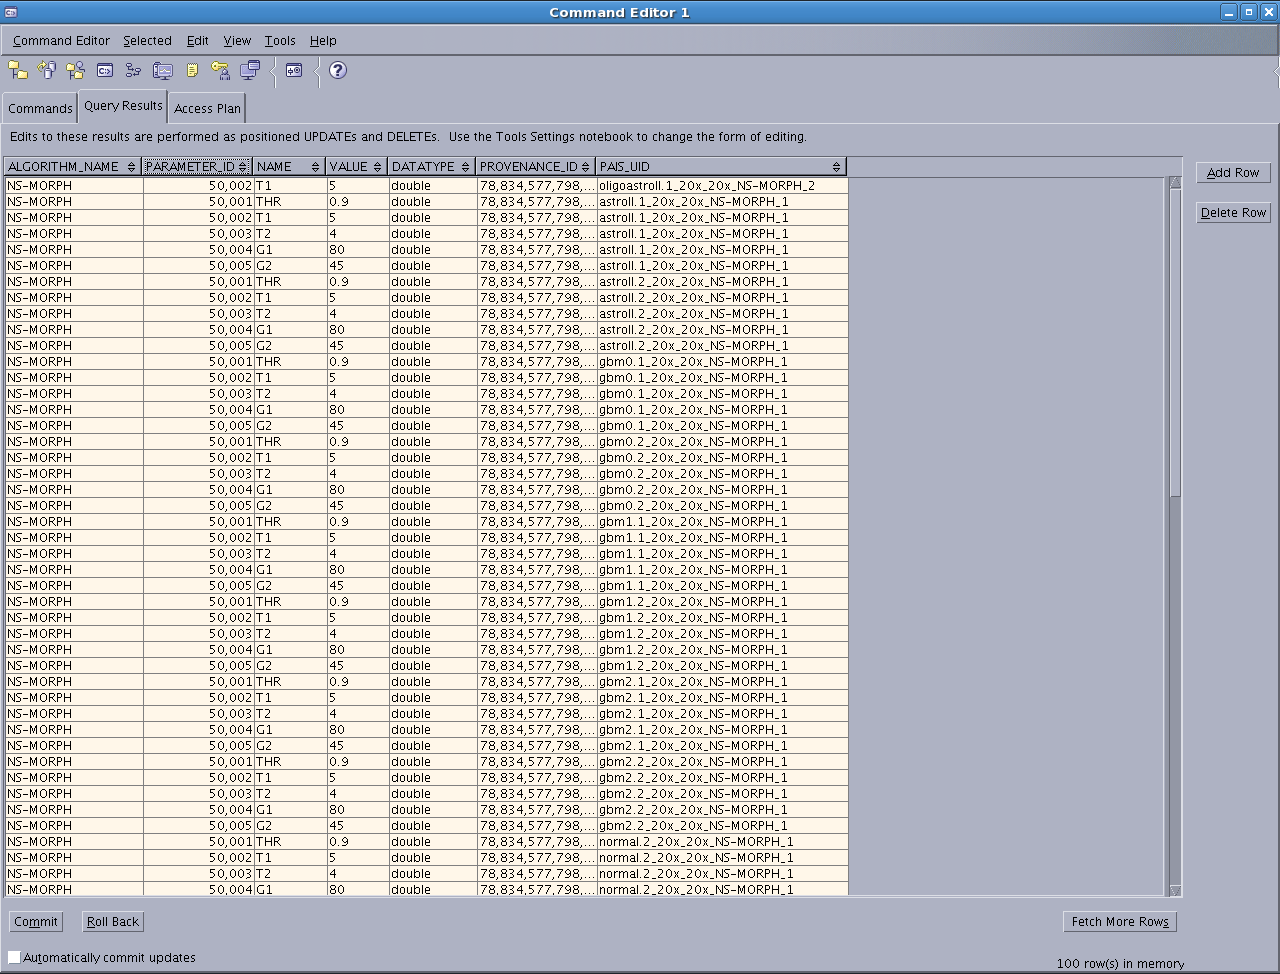 Command Editor 1
Command Editor Selected Edit View Tools Help
Commands Query Results Access Plan
Edits to these results are performed as positioned UPDATEs and DELETEs. Use the Tools Settings notebook to change the form of editing.
ALGORITHM_NAME PARAMETER_ID NAME VALUE DATATYPE PROVENANCE_ID PAIS_UID
Add Row
Delete Row
NS-MORPH 50,002 T1 5 double 78,834,577,798,... oligoastroII.1_20x_20x_NS-MORPH_2
NS-MORPH 50,001 THR 0.9 double 78,834,577,798,... astroII.1_20x_20x_NS-MORPH_1
NS-MORPH 50,002 T1 5 double 78,834,577,798,... astroII.1_20x_20x_NS-MORPH_1
NS-MORPH 50,003 T2 4 double 78,834,577,798,... astroII.1_20x_20x_NS-MORPH_1
NS-MORPH 50,004 G1 80 double 78,834,577,798,... astroII.1_20x_20x_NS-MORPH_1
NS-MORPH 50,005 G2 45 double 78,834,577,798,... astroII.1_20x_20x_NS-MORPH_1
NS-MORPH 50,001 THR 0.9 double 78,834,577,798,... astroII.2_20x_20x_NS-MORPH_1
NS-MORPH 50,002 T1 5 double 78,834,577,798,... astroII.2_20x_20x_NS-MORPH_1
NS-MORPH 50,003 T2 4 double 78,834,577,798,... astroII.2_20x_20x_NS-MORPH_1
NS-MORPH 50,004 G1 80 double 78,834,577,798,... astroII.2_20x_20x_NS-MORPH_1
NS-MORPH 50,005 G2 45 double 78,834,577,798,... astroII.2_20x_20x_NS-MORPH_1
NS-MORPH 50,001 THR 0.9 double 78,834,577,798,... gbm0.1_20x_20x_NS-MORPH_1
NS-MORPH 50,002 T1 5 double 78,834,577,798,... gbm0.1_20x_20x_NS-MORPH_1
NS-MORPH 50,003 T2 4 double 78,834,577,798,... gbm0.1_20x_20x_NS-MORPH_1
NS-MORPH 50,004 G1 80 double 78,834,577,798,... gbm0.1_20x_20x_NS-MORPH_1
NS-MORPH 50,005 G2 45 double 78,834,577,798,... gbm0.1_20x_20x_NS-MORPH_1
NS-MORPH 50,001 THR 0.9 double 78,834,577,798,... gbm0.2_20x_20x_NS-MORPH_1
NS-MORPH 50,002 T1 5 double 78,834,577,798,... gbm0.2_20x_20x_NS-MORPH_1
NS-MORPH 50,003 T2 4 double 78,834,577,798,... gbm0.2_20x_20x_NS-MORPH_1
NS-MORPH 50,004 G1 80 double 78,834,577,798,... gbm0.2_20x_20x_NS-MORPH_1
NS-MORPH 50,005 G2 45 double 78,834,577,798,... gbm0.2_20x_20x_NS-MORPH_1
NS-MORPH 50,001 THR 0.9 double 78,834,577,798,... gbm1.1_20x_20x_NS-MORPH_1
NS-MORPH 50,002 T1 5 double 78,834,577,798,... gbm1.1_20x_20x_NS-MORPH_1
NS-MORPH 50,003 T2 4 double 78,834,577,798,... gbm1.1_20x_20x_NS-MORPH_1
NS-MORPH 50,004 G1 80 double 78,834,577,798,... gbm1.1_20x_20x_NS-MORPH_1
NS-MORPH 50,005 G2 45 double 78,834,577,798,... gbm1.1_20x_20x_NS-MORPH_1
NS-MORPH 50,001 THR 0.9 double 78,834,577,798,... gbm1.2_20x_20x_NS-MORPH_1
NS-MORPH 50,002 T1 5 double 78,834,577,798,... gbm1.2_20x_20x_NS-MORPH_1
NS-MORPH 50,003 T2 4 double 78,834,577,798,... gbm1.2_20x_20x_NS-MORPH_1
NS-MORPH 50,004 G1 80 double 78,834,577,798,... gbm1.2_20x_20x_NS-MORPH_1
NS-MORPH 50,005 G2 45 double 78,834,577,798,... gbm1.2_20x_20x_NS-MORPH_1
NS-MORPH 50,001 THR 0.9 double 78,834,577,798,... gbm2.1_20x_20x_NS-MORPH_1
NS-MORPH 50,002 T1 5 double 78,834,577,798,... gbm2.1_20x_20x_NS-MORPH_1
NS-MORPH 50,003 T2 4 double 78,834,577,798,... gbm2.1_20x_20x_NS-MORPH_1
NS-MORPH 50,004 G1 80 double 78,834,577,798,... gbm2.1_20x_20x_NS-MORPH_1
NS-MORPH 50,005 G2 45 double 78,834,577,798,... gbm2.1_20x_20x_NS-MORPH_1
NS-MORPH 50,001 THR 0.9 double 78,834,577,798,... gbm2.2_20x_20x_NS-MORPH_1
NS-MORPH 50,002 T1 5 double 78,834,577,798,... gbm2.2_20x_20x_NS-MORPH_1
NS-MORPH 50,003 T2 4 double 78,834,577,798,... gbm2.2_20x_20x_NS-MORPH_1
NS-MORPH 50,004 G1 80 double 78,834,577,798,... gbm2.2_20x_20x_NS-MORPH_1
NS-MORPH 50,005 G2 45 double 78,834,577,798,... gbm2.2_20x_20x_NS-MORPH_1
NS-MORPH 50,001 THR 0.9 double 78,834,577,798,... normal.2_20x_20x_NS-MORPH_1
NS-MORPH 50,002 T1 5 double 78,834,577,798,... normal.2_20x_20x_NS-MORPH_1
NS-MORPH 50,003 T2 4 double 78,834,577,798,... normal.2_20x_20x_NS-MORPH_1
NS-MORPH 50,004 G1 80 double 78,834,577,798,... normal.2_20x_20x_NS-MORPH_1
Commit Roll Back Fetch More Rows
Automatically commit updates
100 row(s) in memory